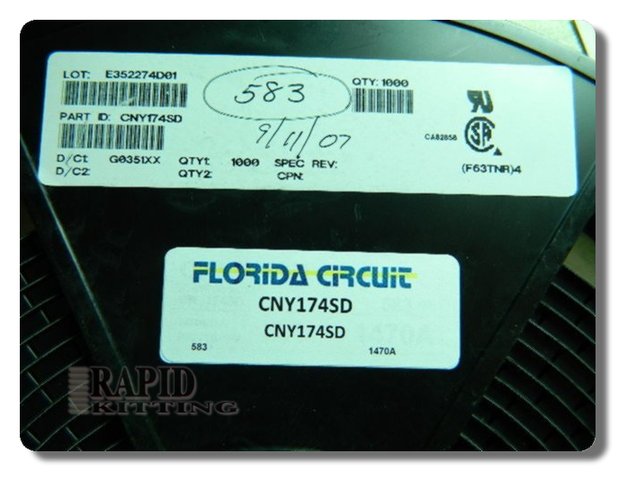 LOT: E352274D01
583
QTY: 1000
PART ID: CNY174SD
9/11/07
CA82858
D/C1: G0351XX QTY1: 1000 SPEC REV:
D/C2: QTY2: CPN:
(F63TNR)4
FLORIDA CIRCUIT
CNY174SD
CNY174SD
583 1470A
RAPID
KITTING